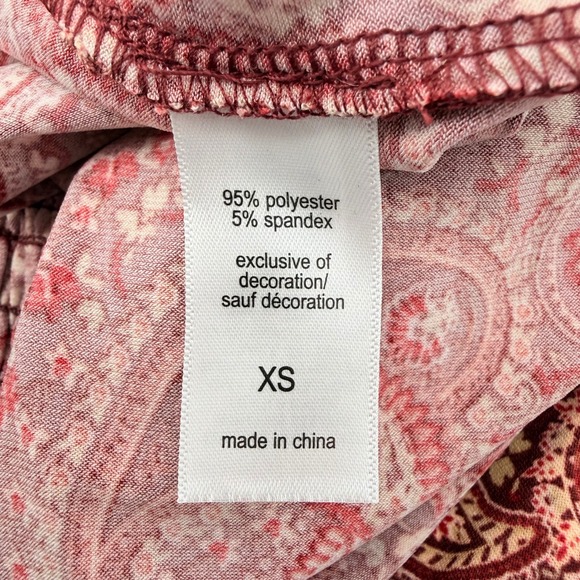 95% polyester
5% spandex
exclusive of
decoration/
sauf décoration
XS
made in china